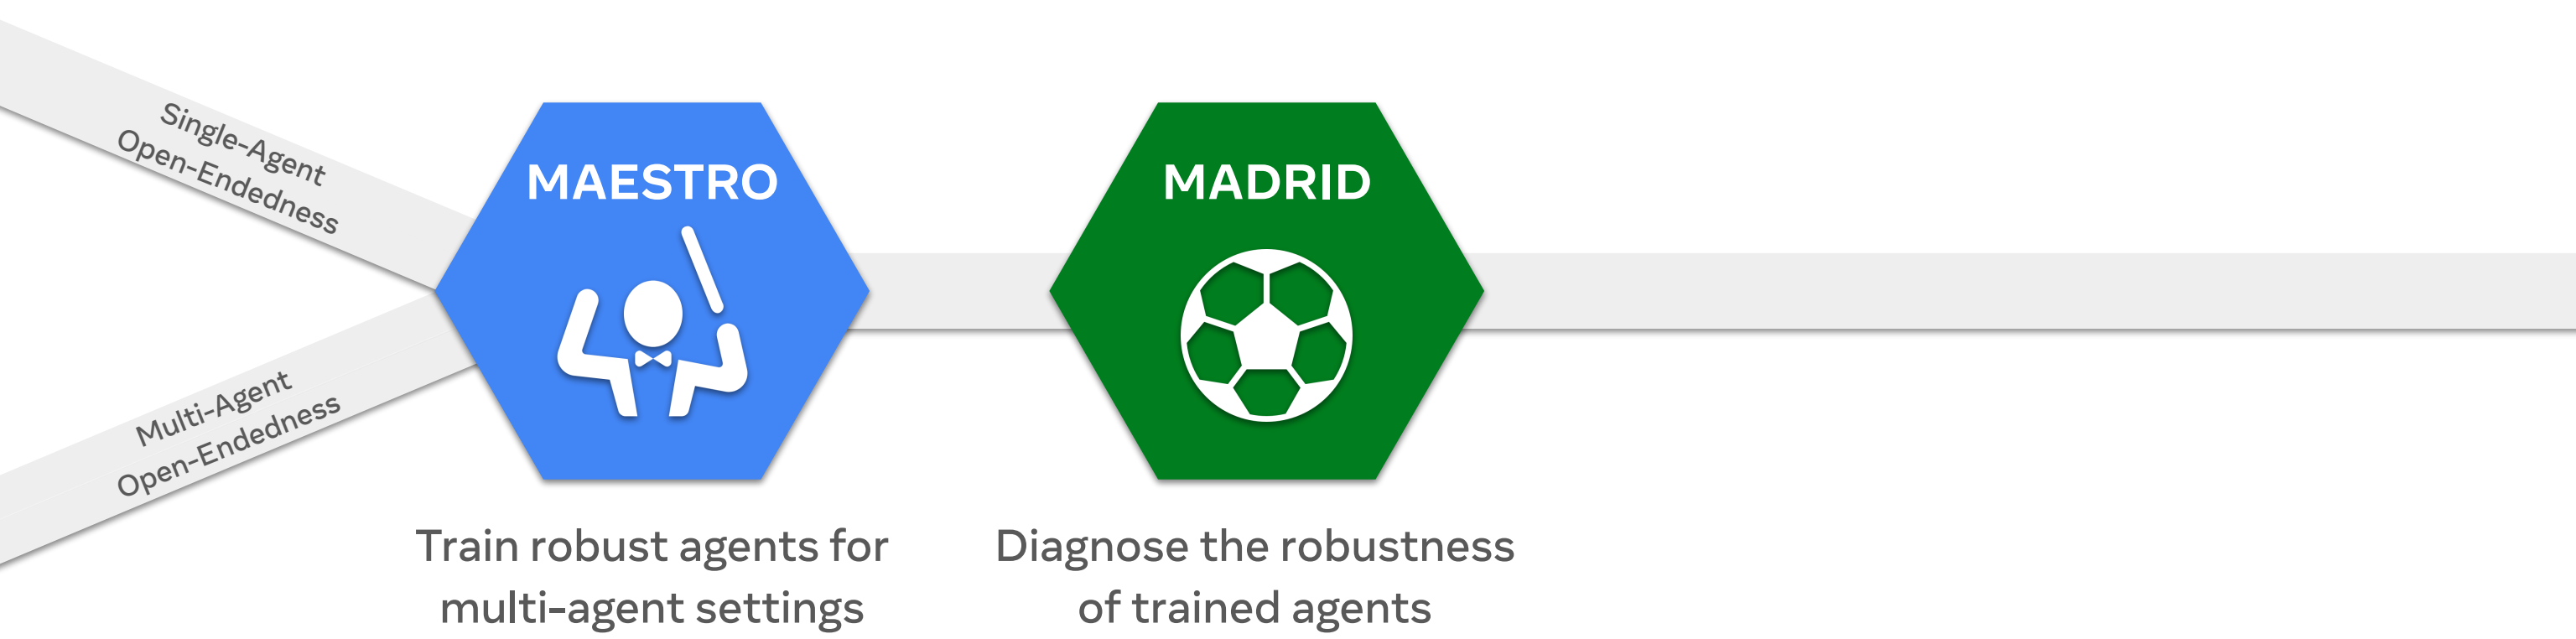 Single-Agent
Open-Endedness
Multi-Agent
Open-Endedness
MAESTRO
Train robust agents for
multi-agent settings
MADRID
Diagnose the robustness
of trained agents